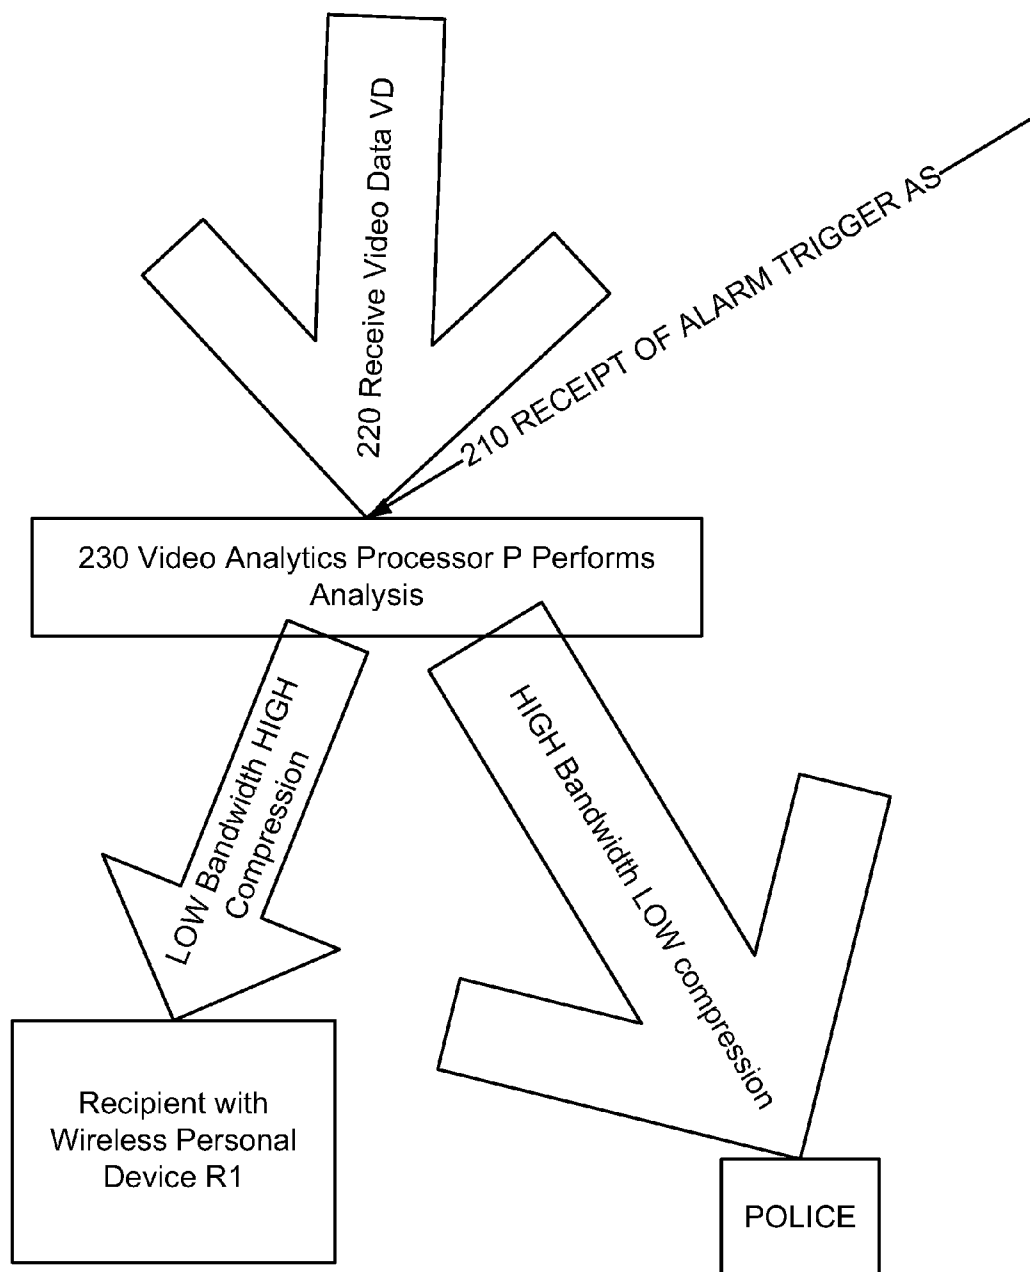 220 Receive Video Data VD
210 RECEIPT OF ALARM TRIGGER AS
230 Video Analytics Processor P Performs
Analysis
LOW Bandwidth HIGH
Compression
HIGH Bandwidth LOW compression
Recipient with
Wireless Personal
Device R1
POLICE